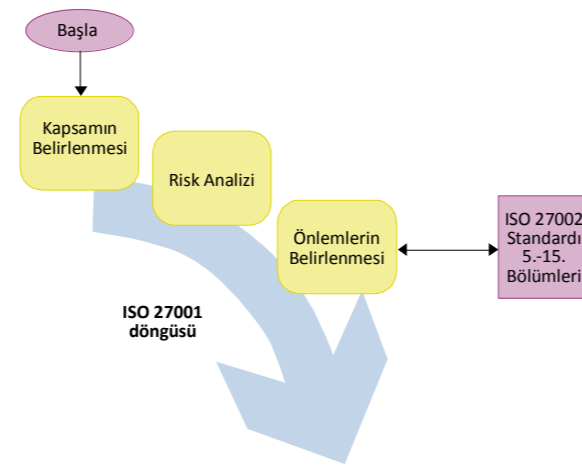 Başla
Kapsamın
Belirlenmesi
Risk Analizi
Önlemlerin
Belirlenmesi
ISO 27002
Standardı
5.-15.
Bölümleri
ISO 27001
döngüsü